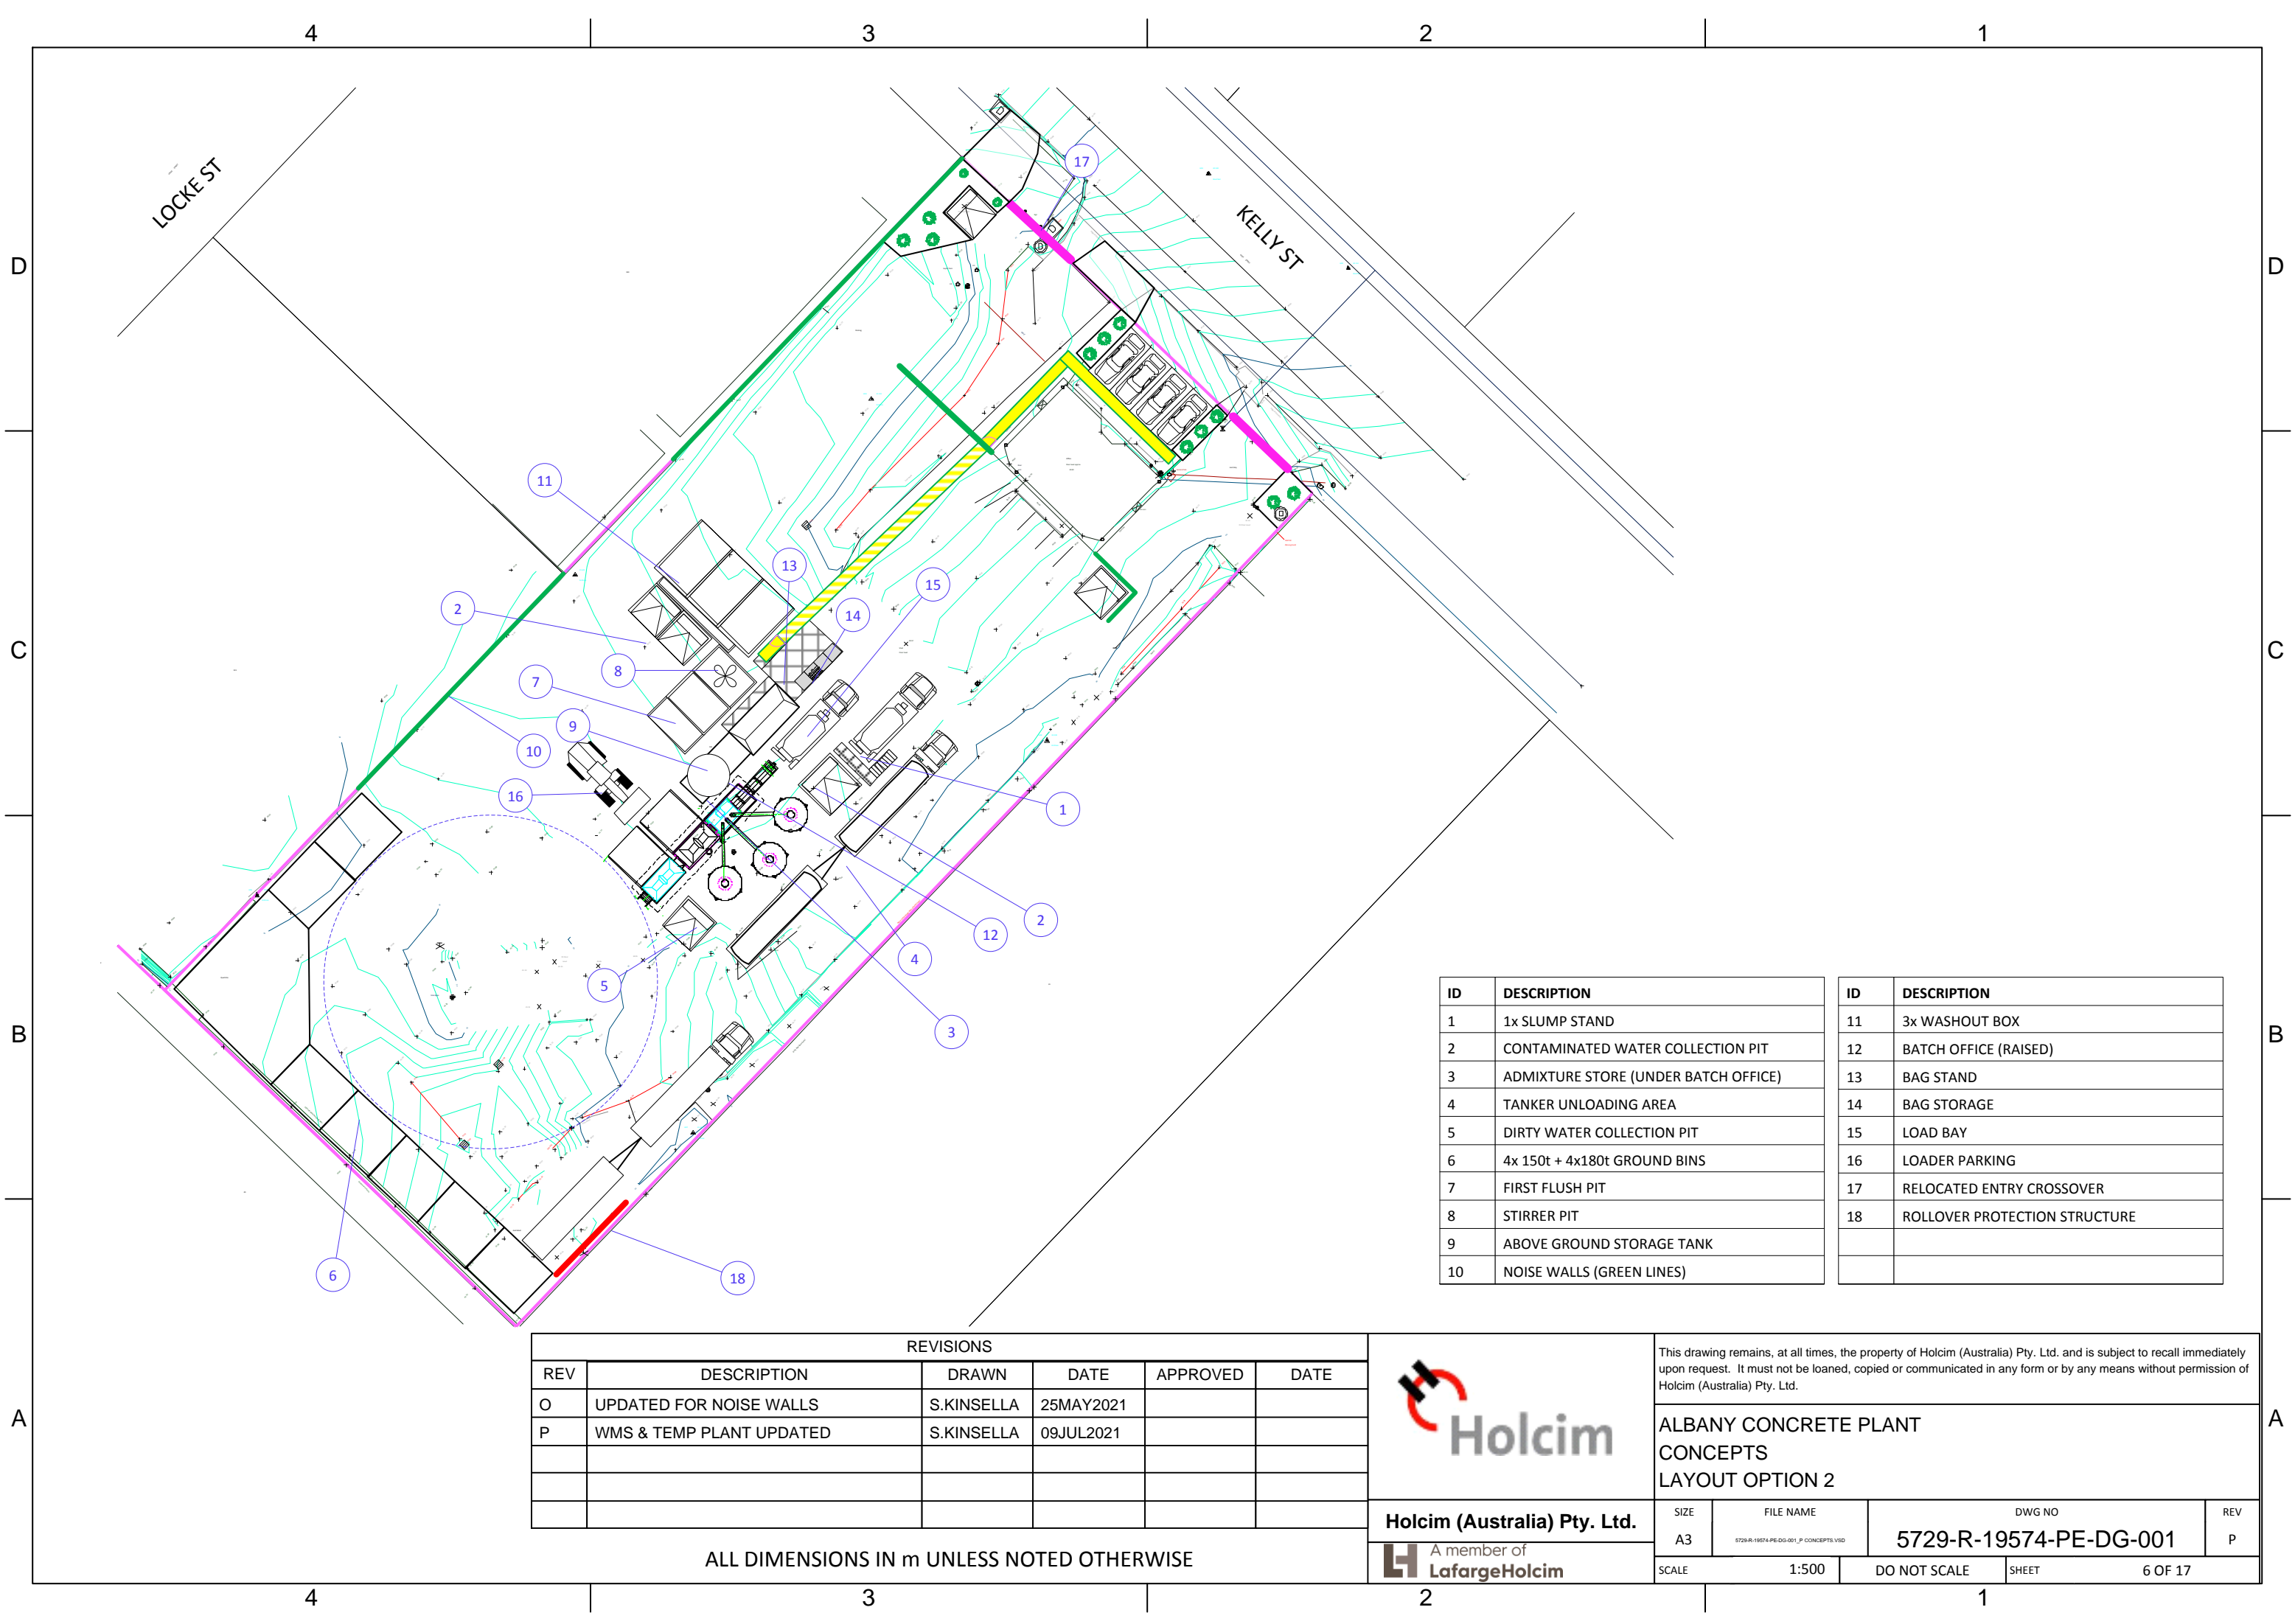 4 3 2 1
D
D
C
C
B
B
A
A
LOCKE ST
KELLY ST
17
11
13
15
2
14
8
7
9
10
16
1
2
12
4
5
3
6
18
ID DESCRIPTION
1 1x SLUMP STAND
2 CONTAMINATED WATER COLLECTION PIT
3 ADMIXTURE STORE (UNDER BATCH OFFICE)
4 TANKER UNLOADING AREA
5 DIRTY WATER COLLECTION PIT
6 4x 150t + 4x180t GROUND BINS
7 FIRST FLUSH PIT
8 STIRRER PIT
9 ABOVE GROUND STORAGE TANK
10 NOISE WALLS (GREEN LINES)
ID DESCRIPTION
11 3x WASHOUT BOX
12 BATCH OFFICE (RAISED)
13 BAG STAND
14 BAG STORAGE
15 LOAD BAY
16 LOADER PARKING
17 RELOCATED ENTRY CROSSOVER
18 ROLLOVER PROTECTION STRUCTURE
REVISIONS
REV DESCRIPTION DRAWN DATE APPROVED DATE
O UPDATED FOR NOISE WALLS S.KINSELLA 25MAY2021
P WMS & TEMP PLANT UPDATED S.KINSELLA 09JUL2021
ALL DIMENSIONS IN m UNLESS NOTED OTHERWISE
Holcim
Holcim (Australia) Pty. Ltd.
A member of
LafargeHolcim
This drawing remains, at all times, the property of Holcim (Australia) Pty. Ltd. and is subject to recall immediately
upon request. It must not be loaned, copied or communicated in any form or by any means without permission of
Holcim (Australia) Pty. Ltd.
ALBANY CONCRETE PLANT
CONCEPTS
LAYOUT OPTION 2
SIZE FILE NAME DWG NO REV
A3 5729-R-19574-PE-DG-001_P CONCEPTS.VSD 5729-R-19574-PE-DG-001 P
SCALE 1:500 DO NOT SCALE SHEET 6 OF 17
4 3 2 1